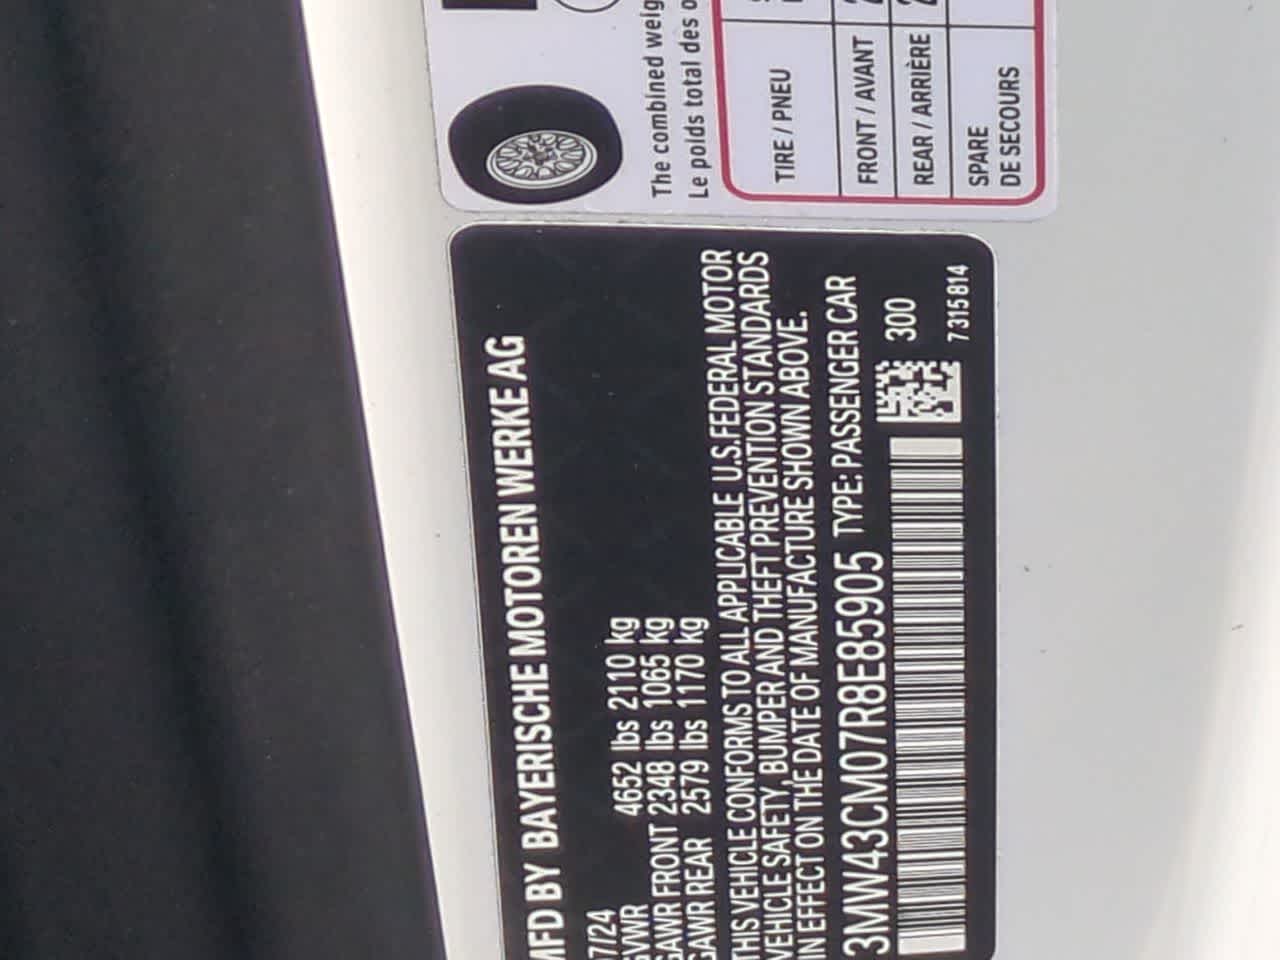 MFD BY BAYERISCHE MOTOREN WERKE AG
7/24
GVWR 4652 lbs 2110 kg
GAWR FRONT 2348 lbs 1065 kg
GAWR REAR 2579 lbs 1170 kg
THIS VEHICLE CONFORMS TO ALL APPLICABLE U.S.FEDERAL MOTOR
VEHICLE SAFETY, BUMPER AND THEFT PREVENTION STANDARDS
IN EFFECT ON THE DATE OF MANUFACTURE SHOWN ABOVE.
3MW43CM07R8E85905 TYPE: PASSENGER CAR
300
7 315 814
The combined
Le poids total des
TIRE / PNEU
FRONT / AVANT
REAR / ARRIÈRE
SPARE
DE SECOURS